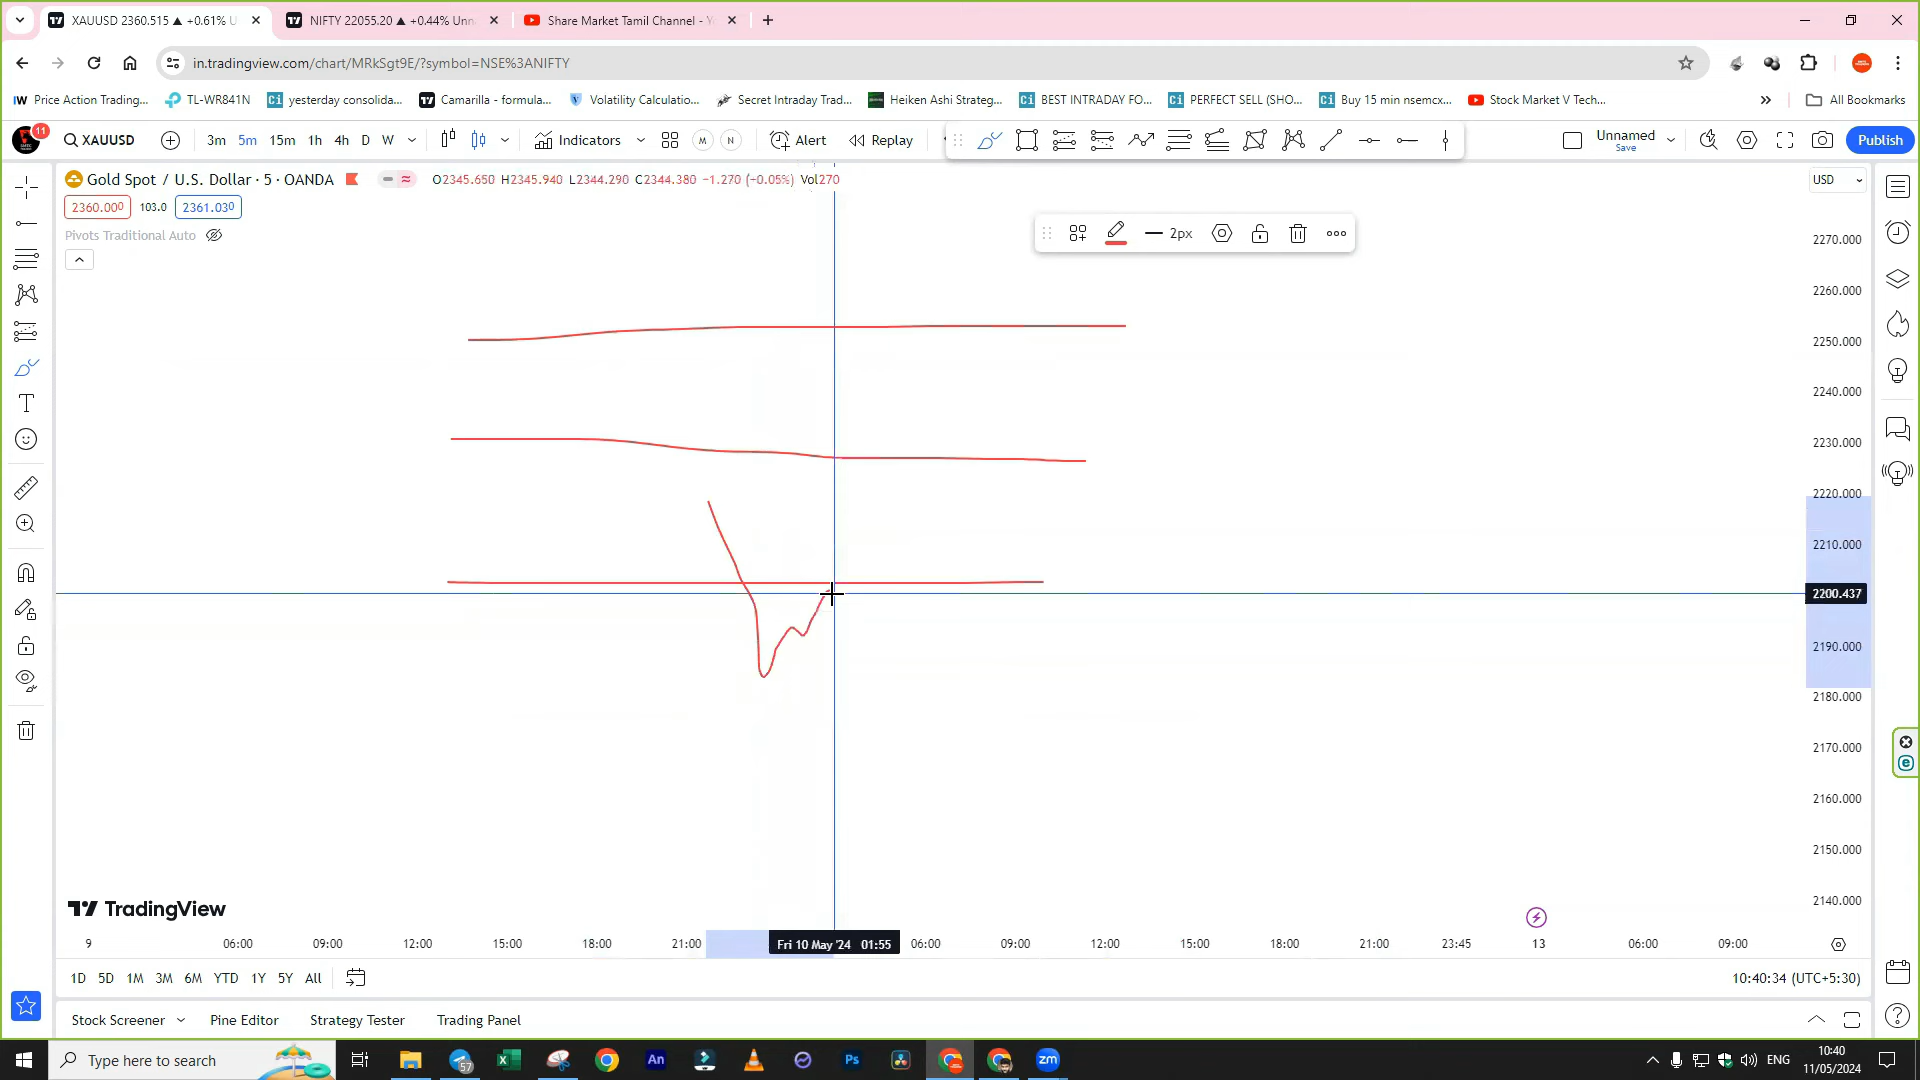 XAUUSD 2360.515 ▲ +0.61% U
NIFTY 22055.20 ▲ +0.44% Unn
Share Market Tamil Channel - Y
in.tradingview.com/chart/MRkSgt9E/?symbol=NSE%3ANIFTY
Price Action Trading...
TL-WR841N
yesterday consolida...
Camarilla - formula...
Volatility Calculatio...
Secret Intraday Trad...
Heiken Ashi Strateg...
BEST INTRADAY FO...
PERFECT SELL (SHO...
Buy 15 min nsemcx...
Stock Market V Tech...
All Bookmarks
11
XAUUSD
3m 5m 15m 1h 4h D W
Indicators
M
N
Alert
Replay
Unnamed
Save
Publish
Gold Spot / U.S. Dollar · 5 · OANDA
O2345.650 H2345.940 L2344.290 C2344.380 −1.270 (−0.05%) Vol270
USD
2360.000 103.0 2361.030
Pivots Traditional Auto
2px
2270.000
2260.000
2250.000
2240.000
2230.000
2220.000
2210.000
2200.437
2190.000
2180.000
2170.000
2160.000
2150.000
2140.000
TradingView
9 06:00 09:00 12:00 15:00 18:00 21:00 Fri 10 May '24 01:55 06:00 09:00 12:00 15:00 18:00 21:00 23:45 13 06:00 09:00
1D 5D 1M 3M 6M YTD 1Y 5Y All
10:40:34 (UTC+5:30)
Stock Screener
Pine Editor
Strategy Tester
Trading Panel
Type here to search
57
An
Ps
zm
ENG
10:40
11/05/2024